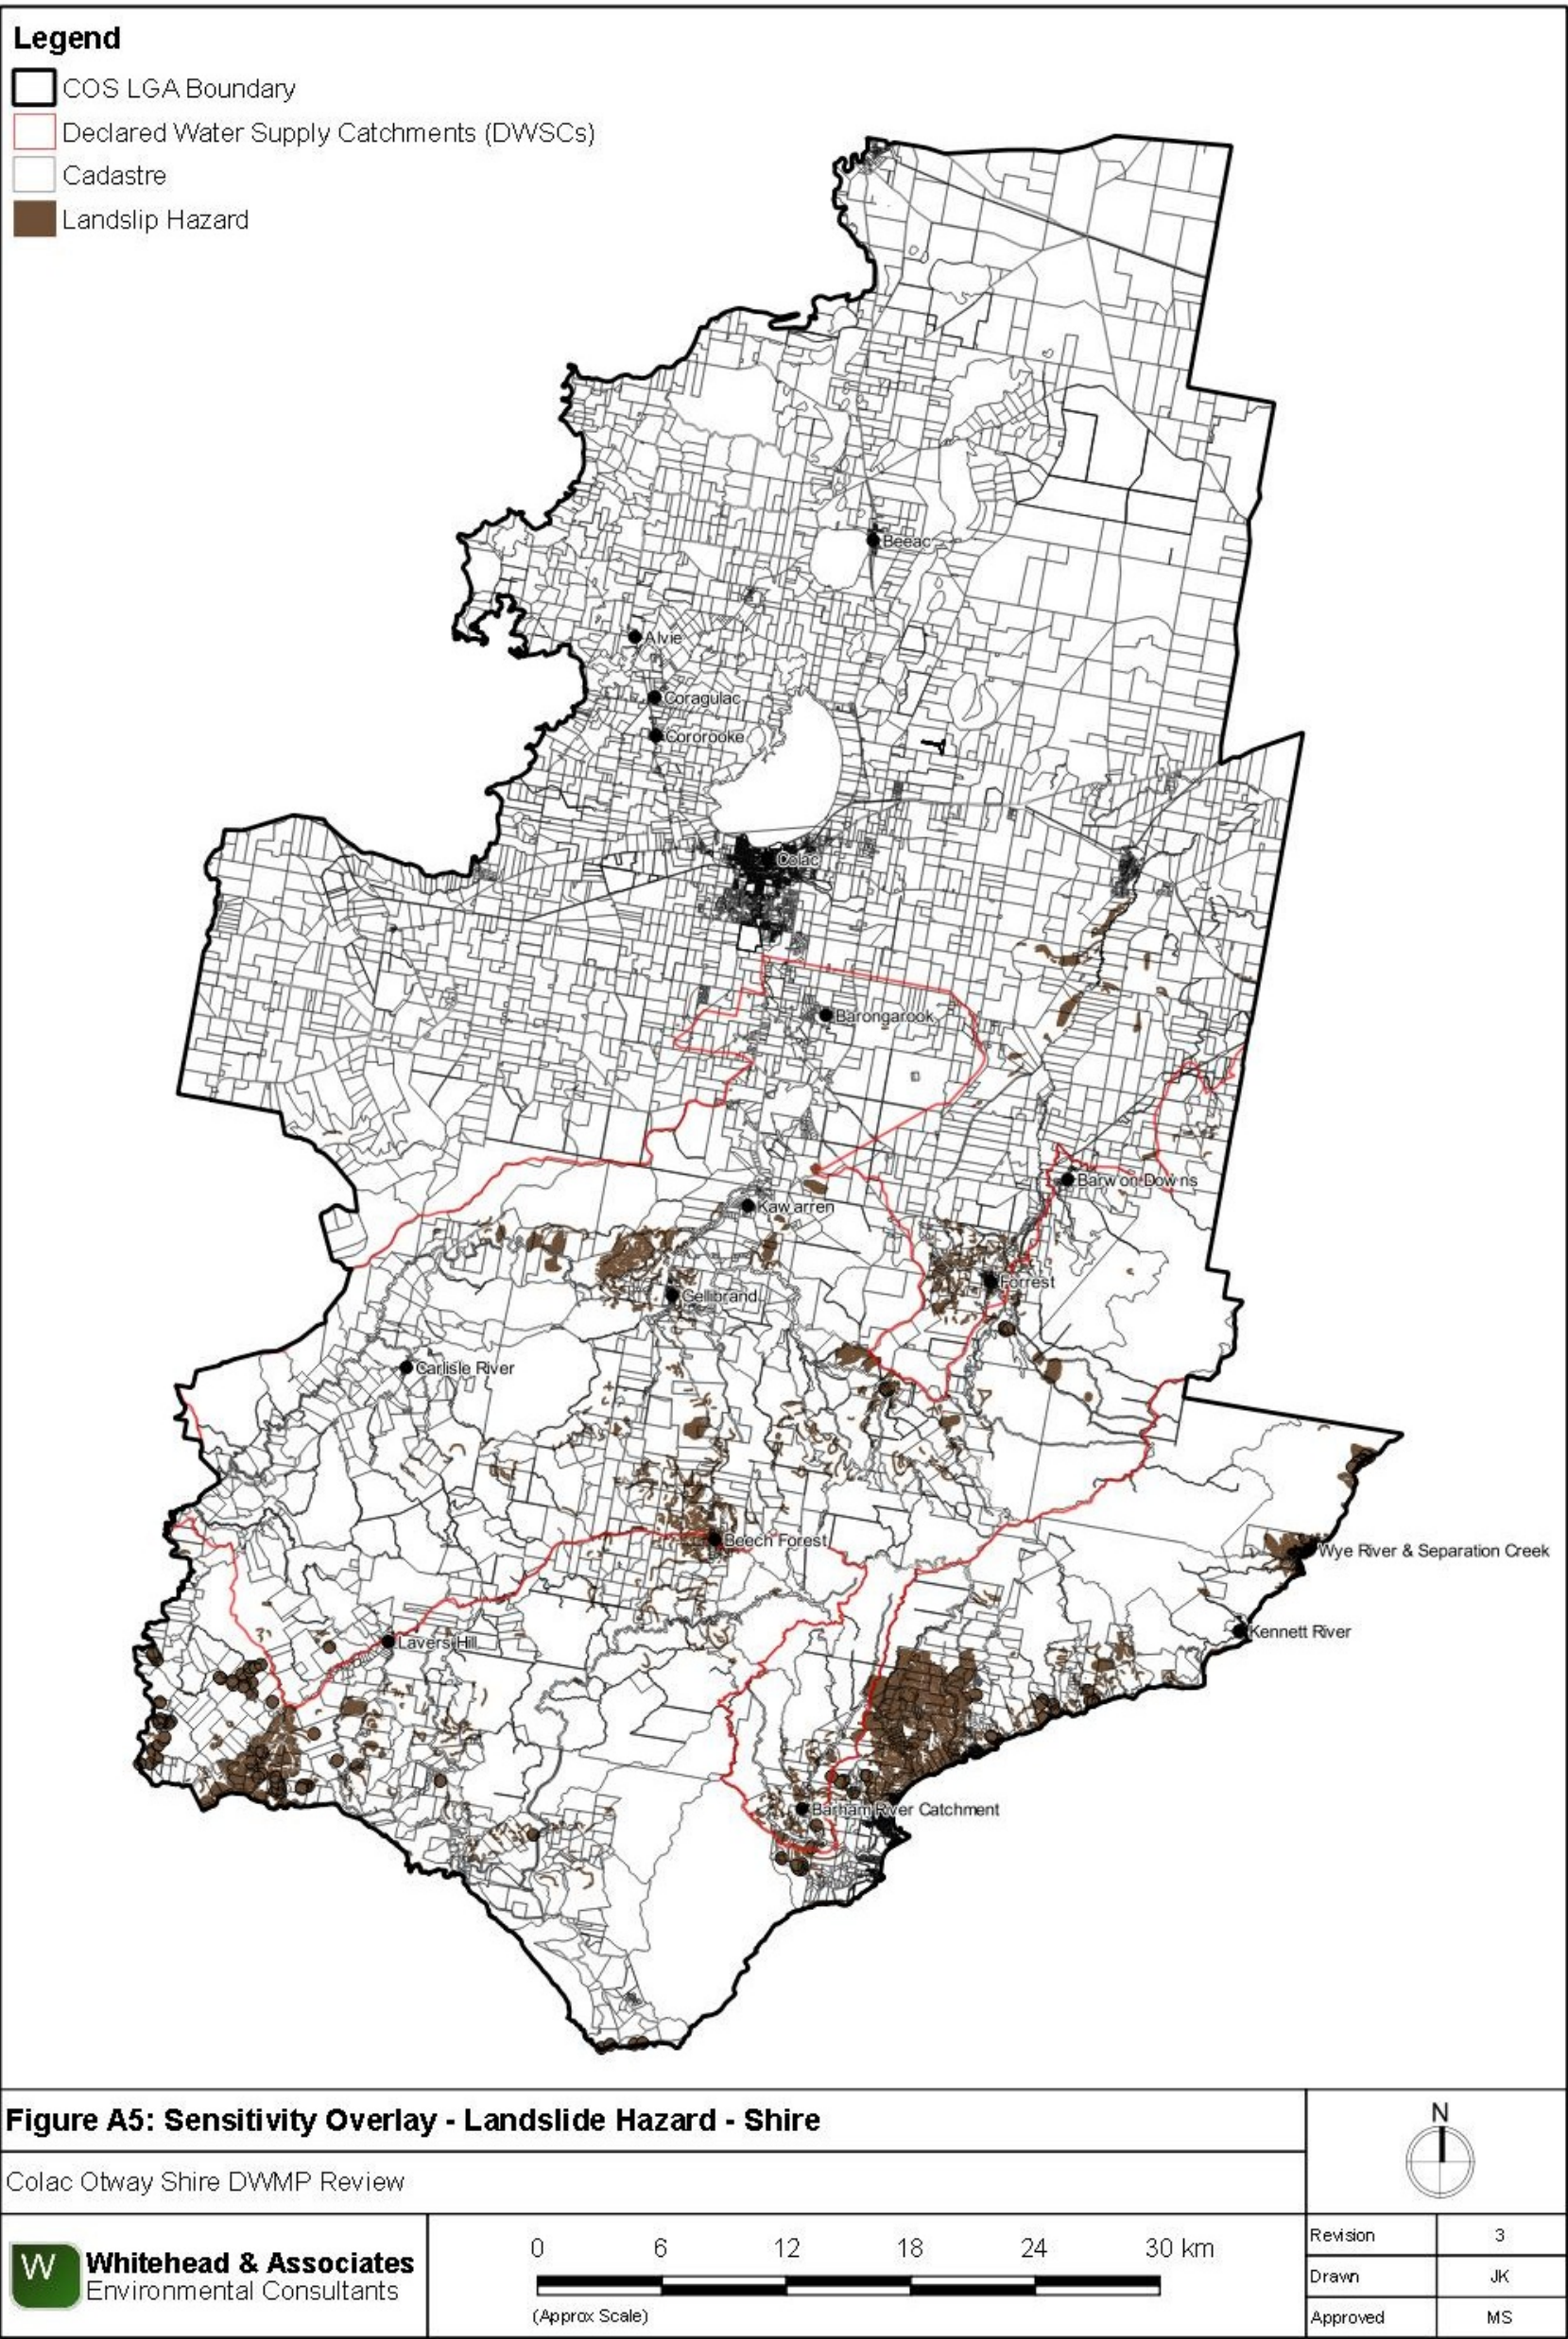 Legend
COS LGA Boundary
Declared Water Supply Catchments (DWSCs)
Cadastre
Landslip Hazard
Beeac
Alvie
Coragulac
Cororooke
Colac
Barongarook
Barwon Downs
Kawarren
Forrest
Gellibrand
Carlisle River
Beech Forest
Wye River & Separation Creek
Kennett River
Lavers Hill
Barham River Catchment
Figure A5: Sensitivity Overlay - Landslide Hazard - Shire
N
Colac Otway Shire DWMP Review
W
Whitehead & Associates
Environmental Consultants
0 6 12 18 24 30 km
(Approx Scale)
Revision 3
Drawn JK
Approved MS